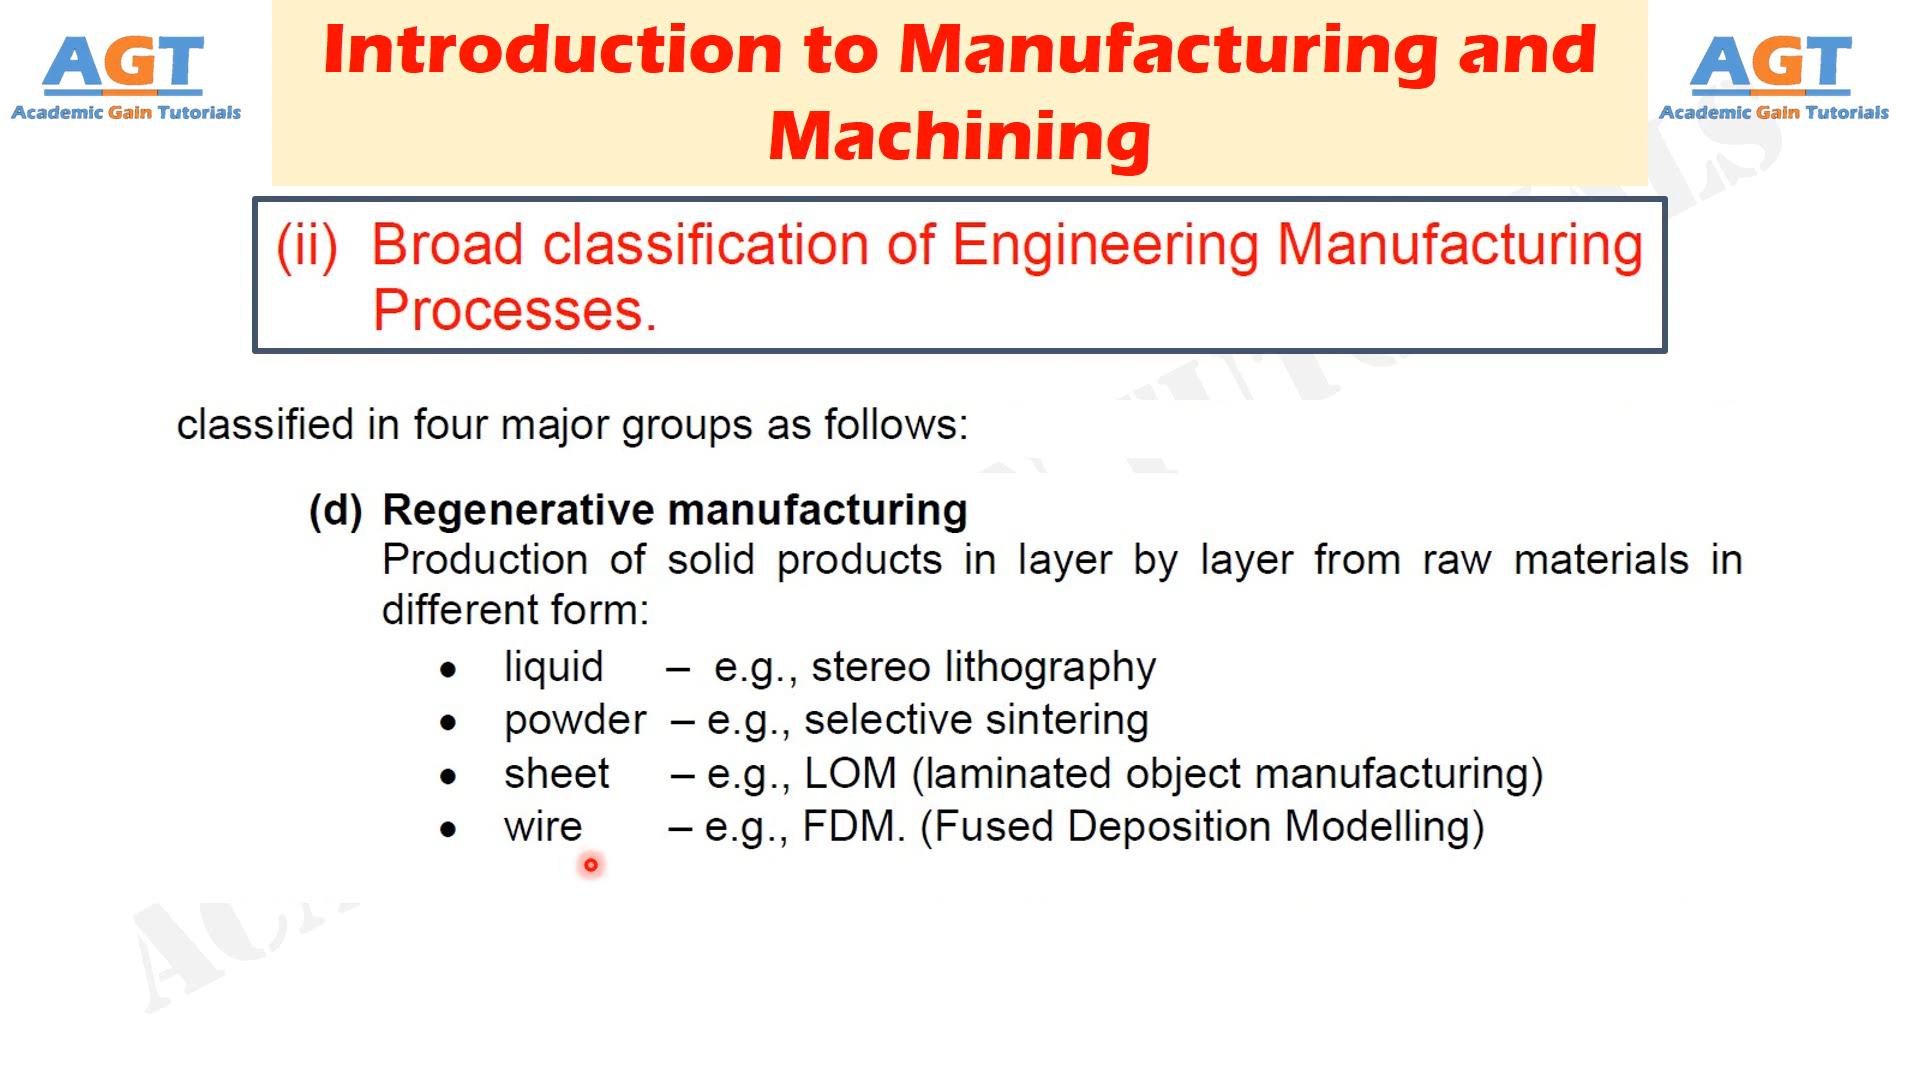 AGT
Academic Gain Tutorials
Introduction to Manufacturing and
Machining
AGT
Academic Gain Tutorials
(ii) Broad classification of Engineering Manufacturing
Processes.
classified in four major groups as follows:
(d) Regenerative manufacturing
Production of solid products in layer by layer from raw materials in
different form:
• liquid – e.g., stereo lithography
• powder – e.g., selective sintering
• sheet – e.g., LOM (laminated object manufacturing)
• wire – e.g., FDM. (Fused Deposition Modelling)